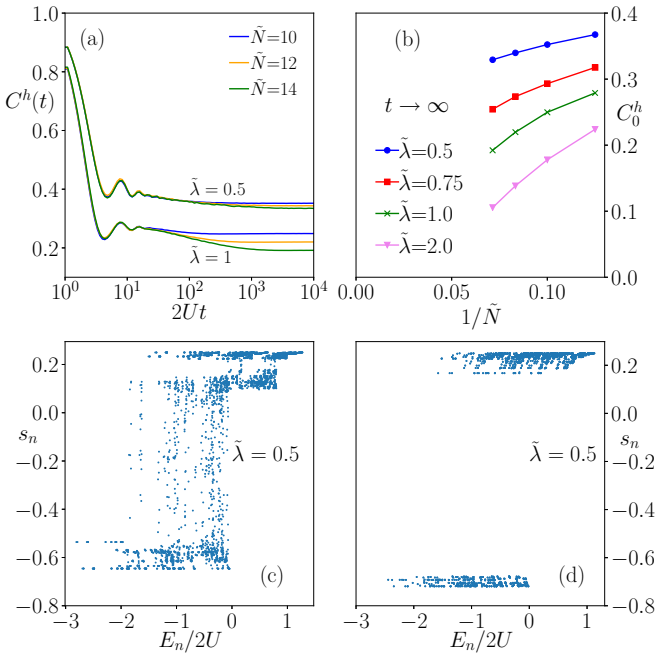 (a)
Ñ=10
Ñ=12
Ñ=14
1.0
0.8
0.6
0.4
0.2
C^h(t)
λ̃ = 0.5
λ̃ = 1
10^0 10^1 10^2 10^3 10^4
2Ut
(b)
t → ∞
λ̃=0.5
λ̃=0.75
λ̃=1.0
λ̃=2.0
0.4
0.3
C_0^h
0.2
0.1
0.0
0.00 0.05 0.10
1/Ñ
0.2
0.0
s_n
−0.2
−0.4
−0.6
−0.8
λ̃ = 0.5
(c)
−3 −2 −1 0 1
E_n/2U
0.2
0.0
s_n
−0.2
−0.4
−0.6
−0.8
λ̃ = 0.5
(d)
−3 −2 −1 0 1
E_n/2U